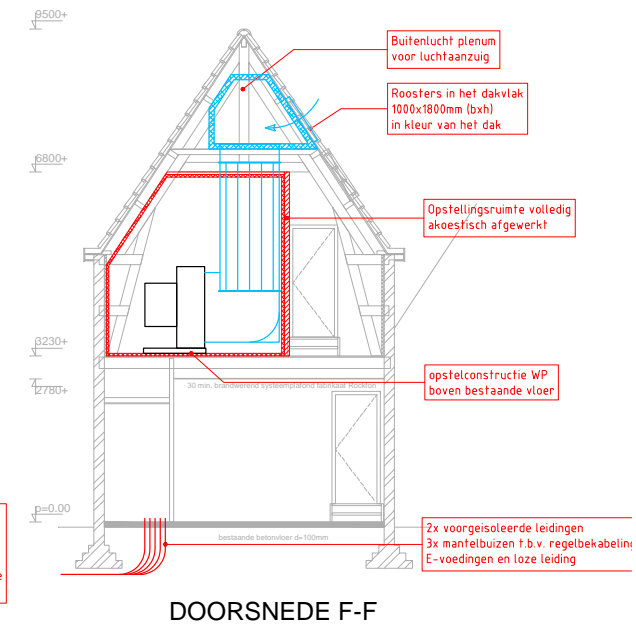 9500+
Buitenlucht plenum
voor luchtaanzuig
Roosters in het dakvlak
1000x1800mm (bxh)
in kleur van het dak
6800+
Opstellingsruimte volledig
akoestisch afgewerkt
3230+
2780+
30 min. brandwerend systeemplafond fabrikaat Rockfon
opstelconstructie WP
boven bestaande vloer
p=0.00
bestaande betonvloer d=100mm
2x voorgeisoleerde leidingen
3x mantelbuizen t.b.v. regelbekabeling
E-voedingen en loze leiding
e
DOORSNEDE F-F